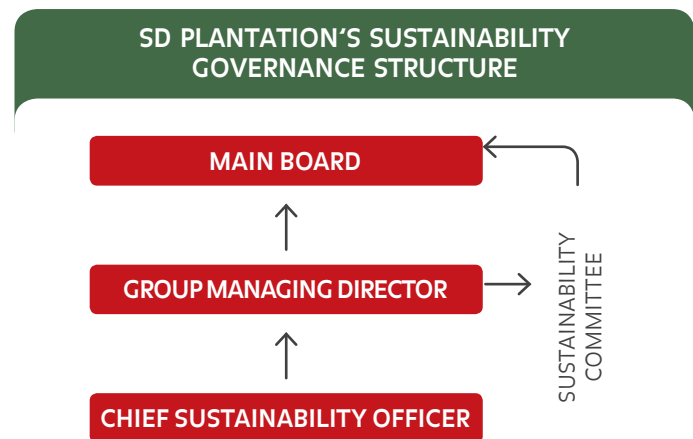 SD PLANTATION'S SUSTAINABILITY
GOVERNANCE STRUCTURE
MAIN BOARD
GROUP MANAGING DIRECTOR
SUSTAINABILITY
COMMITTEE
CHIEF SUSTAINABILITY OFFICER